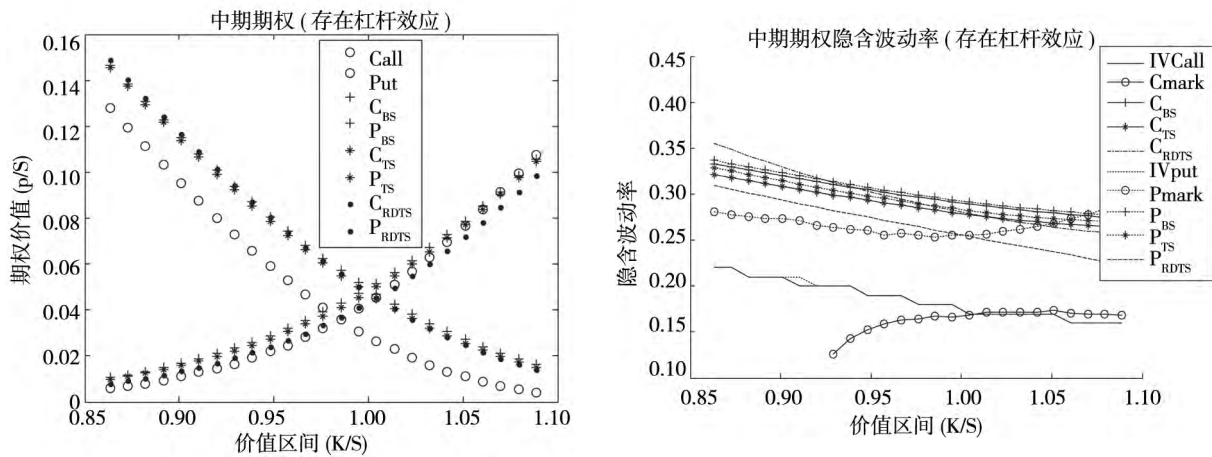 中期期权 ( 存在杠杆效应 )
期权价值 (p/S)
0.16
0.14
0.12
0.10
0.08
0.06
0.04
0.02
0
0.85
0.90
0.95
1.00
1.05
1.10
价值区间 (K/S)
Call
Put
C_BS
P_BS
C_TS
P_TS
C_RDTS
P_RDTS
中期期权隐含波动率 ( 存在杠杆效应 )
隐含波动率
0.45
0.40
0.35
0.30
0.25
0.20
0.15
0.10
0.85
0.90
0.95
1.00
1.05
1.10
价值区间 (K/S)
IVCall
Cmark
C_BS
C_TS
C_RDTS
IVput
Pmark
P_BS
P_TS
P_RDTS